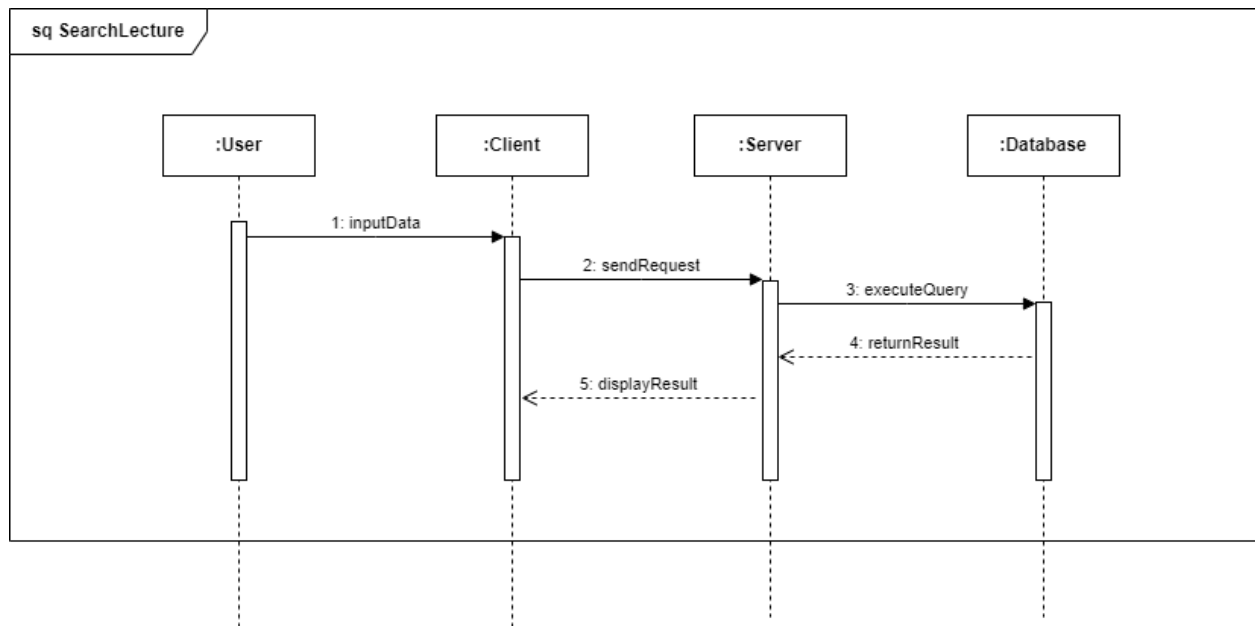 sq SearchLecture
:User
:Client
:Server
:Database
1: inputData
2: sendRequest
3: executeQuery
4: returnResult
5: displayResult